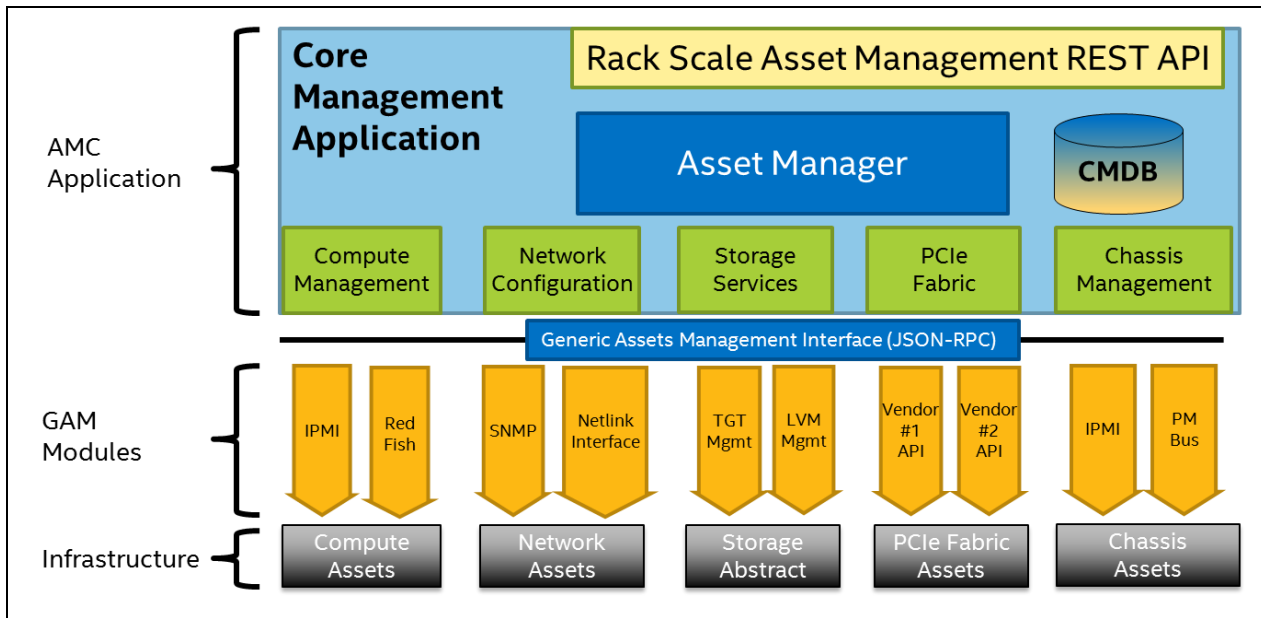 Core
Management
Application
Rack Scale Asset Management REST API
AMC
Application
Asset Manager
CMDB
Compute
Management
Network
Configuration
Storage
Services
PCIe
Fabric
Chassis
Management
Generic Assets Management Interface (JSON-RPC)
GAM
Modules
IPMI
Red
Fish
SNMP
Netlink
Interface
TGT
Mgmt
LVM
Mgmt
Vendor
#1
API
Vendor
#2
API
IPMI
PM
Bus
Infrastructure
Compute
Assets
Network
Assets
Storage
Abstract
PCIe Fabric
Assets
Chassis
Assets